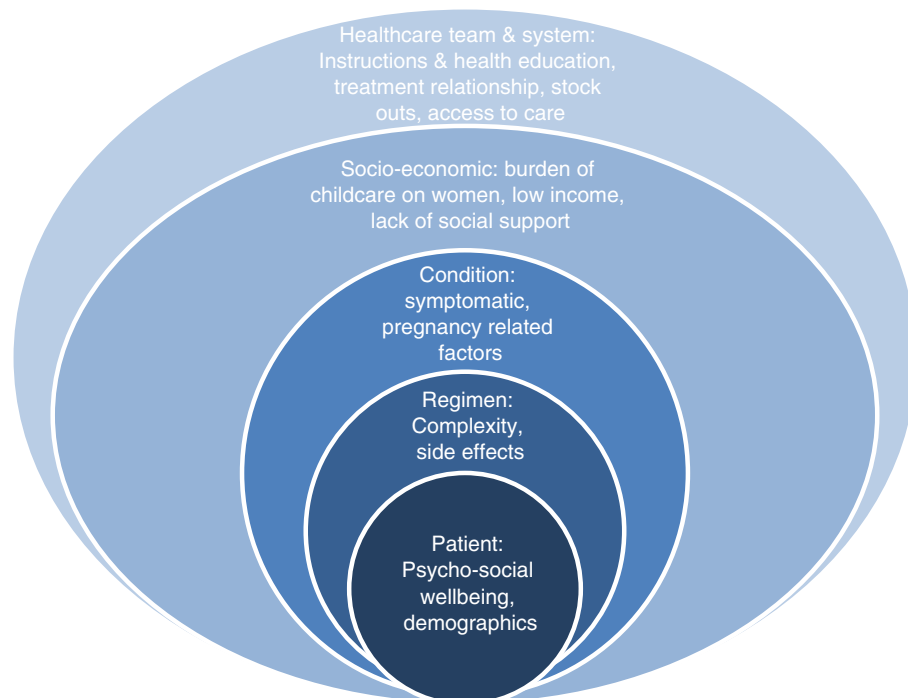 Healthcare team & system:
Instructions & health education,
treatment relationship, stock
outs, access to care
Socio-economic: burden of
childcare on women, low income,
lack of social support
Condition:
symptomatic,
pregnancy related
factors
Regimen:
Complexity,
side effects
Patient:
Psycho-social
wellbeing,
demographics